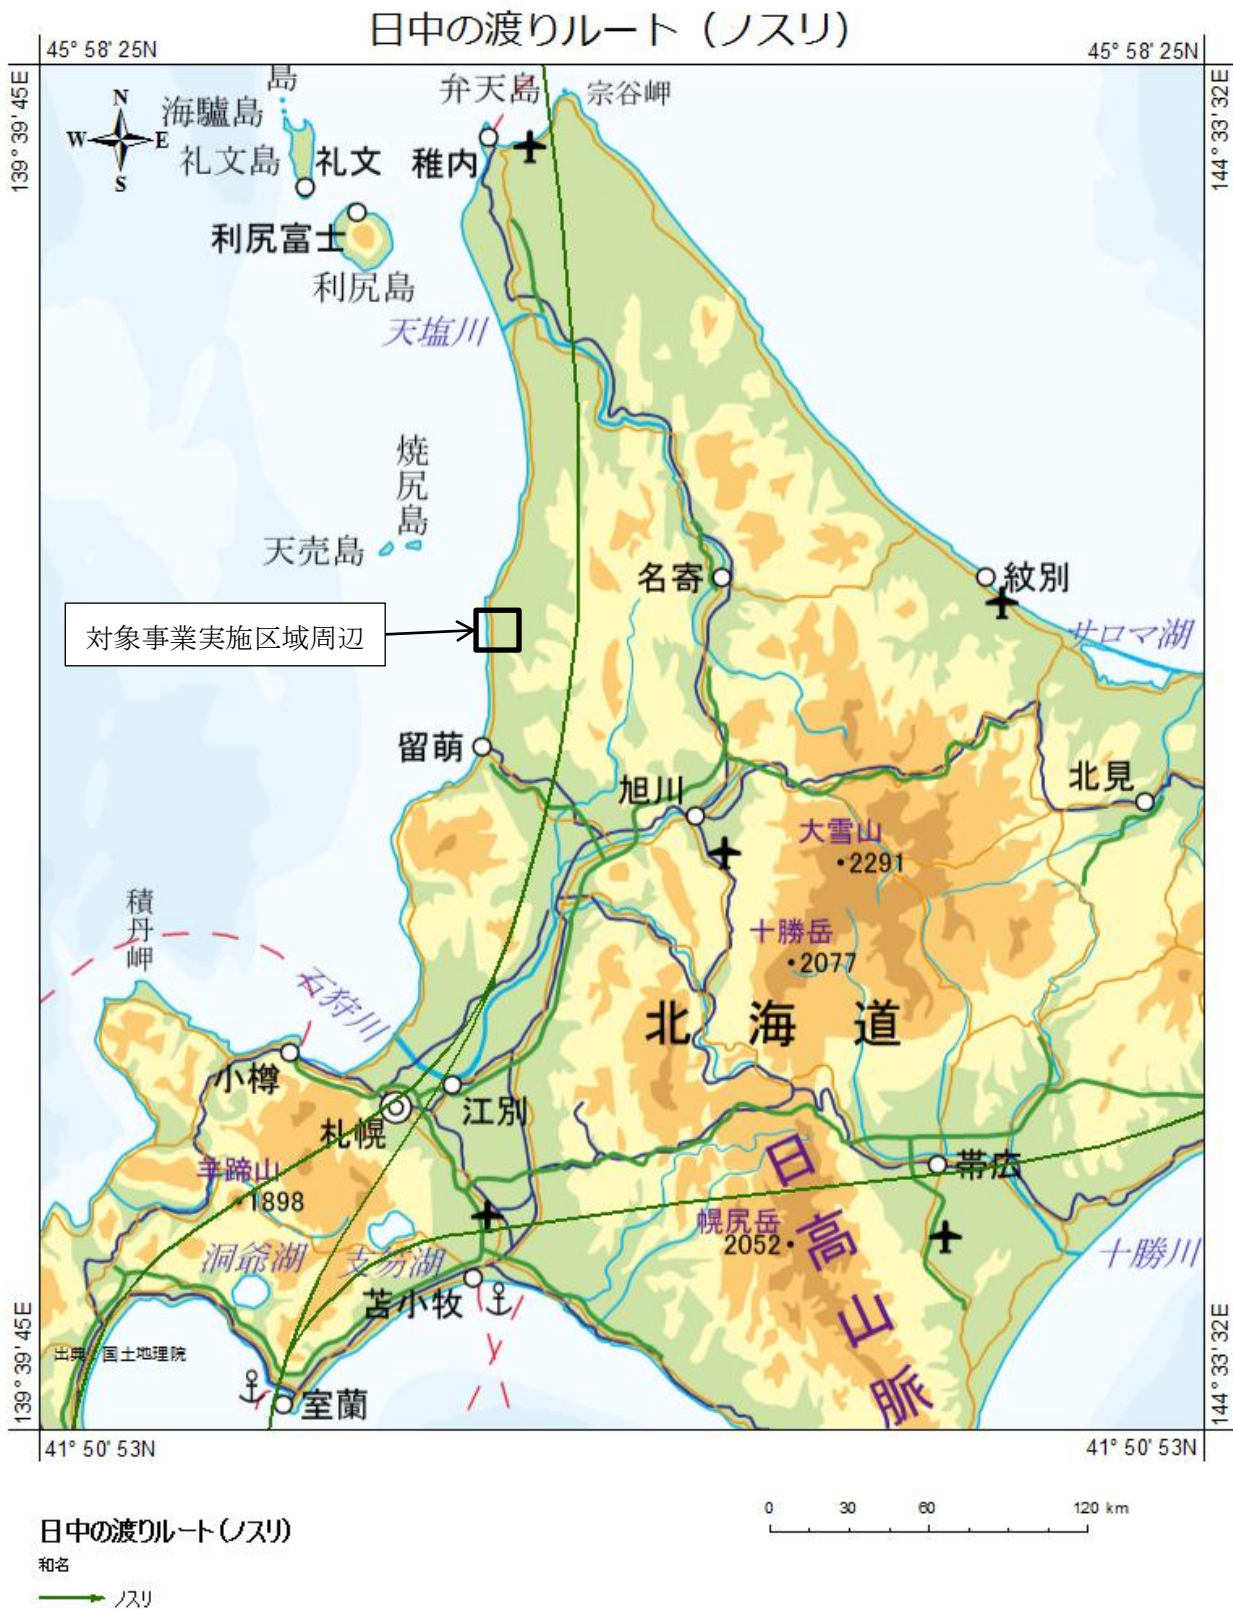 日中の渡りルート（ノスリ）
45° 58' 25N
45° 58' 25N
139° 39' 45E
144° 33' 32E
N
W
E
S
島
海驢島
礼文島
礼文
利尻富士
利尻島
弁天島
宗谷岬
稚内
天塩川
焼尻島
天売島
名寄
紋別
サロマ湖
対象事業実施区域周辺
留萌
旭川
北見
大雪山
・2291
十勝岳
・2077
積丹岬
石狩川
北海道
小樽
江別
札幌
羊蹄山
・1898
帯広
日高山脈
幌尻岳
2052・
洞爺湖
支笏湖
苫小牧
十勝川
出典 国土地理院
室蘭
139° 39' 45E
144° 33' 32E
41° 50' 53N
41° 50' 53N
日中の渡りルート(ノスリ)
和名
ノスリ
0 30 60 120 km